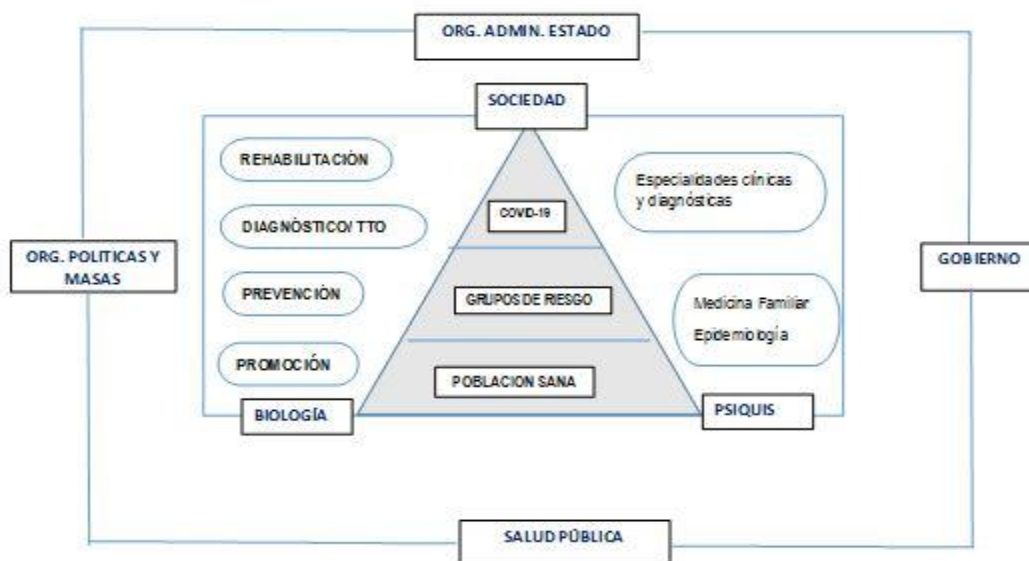 ORG. ADMIN. ESTADO
SOCIEDAD
REHABILITACIÓN
Especialidades clínicas
y diagnósticas
COVID-19
DIAGNÓSTICO/ TTO
ORG. POLITICAS Y
MASAS
GOBIERNO
PREVENCIÓN
GRUPOS DE RIESGO
Medicina Familiar
Epidemiología
PROMOCIÓN
POBLACION SANA
BIOLOGÍA
PSIQUIS
SALUD PÚBLICA